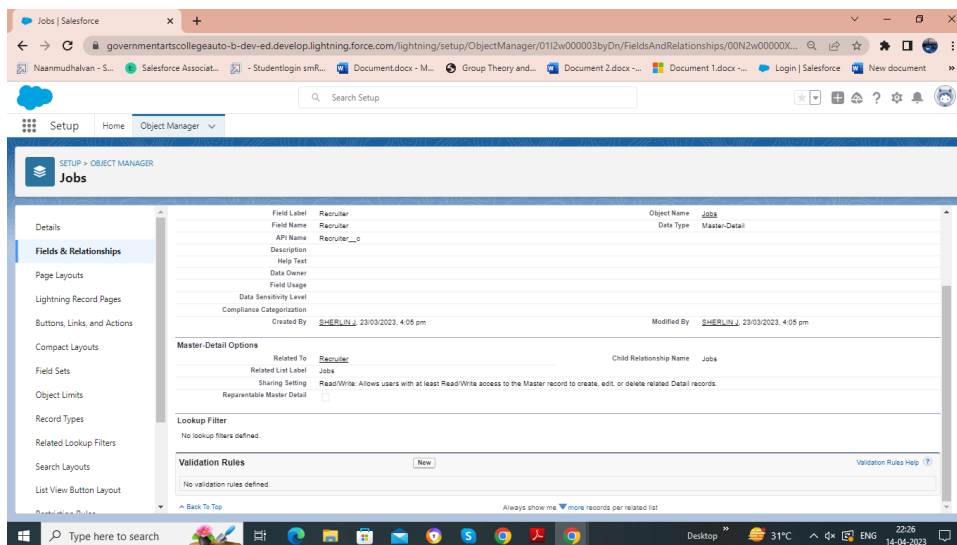 Jobs | Salesforce
governmentartscollegeauto-b-dev-ed.develop.lightning.force.com/lightning/setup/ObjectManager/01I2w000003byDn/FieldsAndRelationships/00N2w00000X...
Naanmudhalvan - S...
Salesforce Associat...
- Studentlogin smR...
Document.docx - M...
Group Theory and...
Document 2.docx -...
Document 1.docx -...
Login | Salesforce
New document
»
Search Setup
Setup
Home
Object Manager
SETUP > OBJECT MANAGER
Jobs
Details
Fields & Relationships
Page Layouts
Lightning Record Pages
Buttons, Links, and Actions
Compact Layouts
Field Sets
Object Limits
Record Types
Related Lookup Filters
Search Layouts
List View Button Layout
Restriction Rules
Field Label Recruiter Object Name Jobs
Field Name Recruiter Data Type Master-Detail
API Name Recruiter__c
Description
Help Text
Data Owner
Field Usage
Data Sensitivity Level
Compliance Categorization
Created By SHERLIN J, 23/03/2023, 4:05 pm Modified By SHERLIN J, 23/03/2023, 4:05 pm
Master-Detail Options
Related To Recruiter Child Relationship Name Jobs
Related List Label Jobs
Sharing Setting Read/Write: Allows users with at least Read/Write access to the Master record to create, edit, or delete related Detail records.
Reparentable Master Detail
Lookup Filter
No lookup filters defined.
Validation Rules New Validation Rules Help ?
No validation rules defined.
^ Back To Top Always show me more records per related list
Type here to search
Desktop » 31°C ENG 22:26
14-04-2023